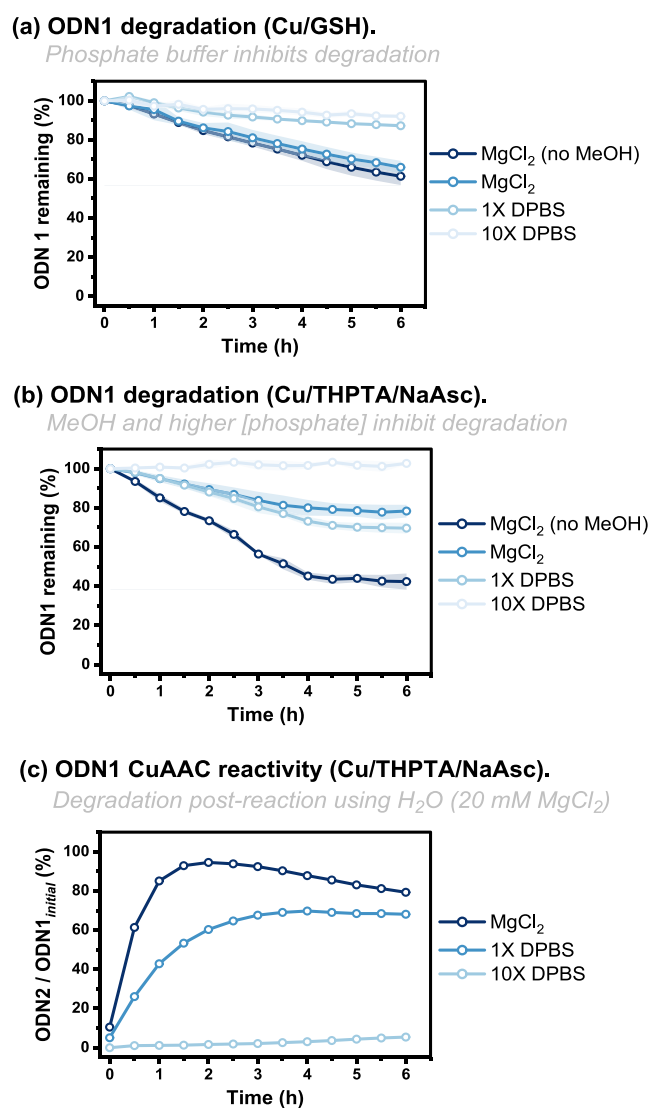 (a) ODN1 degradation (Cu/GSH).
Phosphate buffer inhibits degradation
ODN 1 remaining (%)
100
80
60
40
20
0
0 1 2 3 4 5 6
Time (h)
MgCl₂ (no MeOH)
MgCl₂
1X DPBS
10X DPBS
(b) ODN1 degradation (Cu/THPTA/NaAsc).
MeOH and higher [phosphate] inhibit degradation
ODN1 remaining (%)
100
80
60
40
20
0
0 1 2 3 4 5 6
Time (h)
MgCl₂ (no MeOH)
MgCl₂
1X DPBS
10X DPBS
(c) ODN1 CuAAC reactivity (Cu/THPTA/NaAsc).
Degradation post-reaction using H₂O (20 mM MgCl₂)
ODN2 / ODN1initial (%)
100
80
60
40
20
0
0 1 2 3 4 5 6
Time (h)
MgCl₂
1X DPBS
10X DPBS